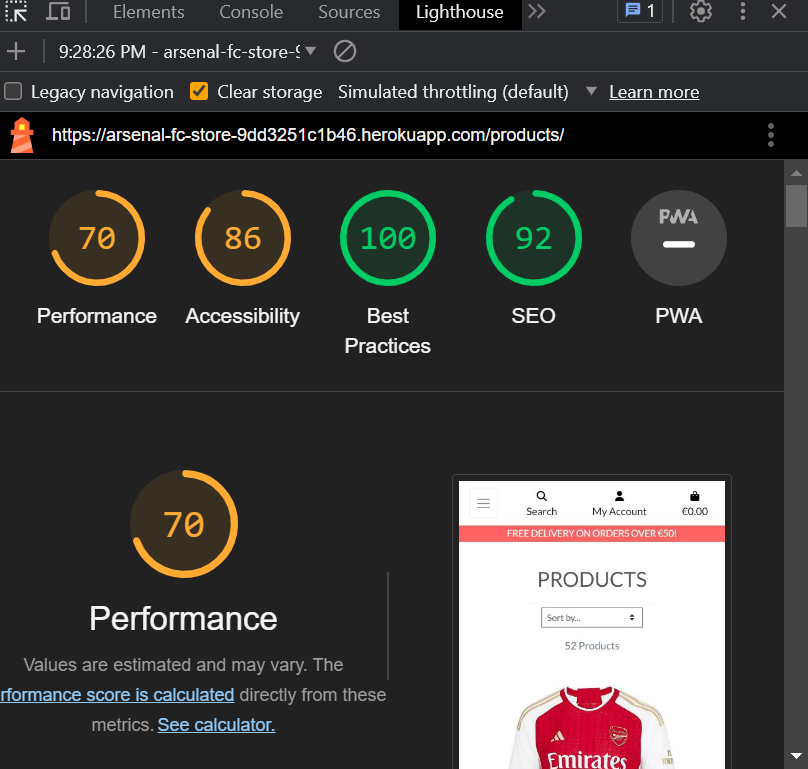 Elements Console Sources Lighthouse 1
9:28:26 PM - arsenal-fc-store-9
Legacy navigation Clear storage Simulated throttling (default) Learn more
https://arsenal-fc-store-9dd3251c1b46.herokuapp.com/products/
70 86 100 92 PWA
Performance Accessibility Best Practices SEO PWA
70
Performance
Values are estimated and may vary. The
rformance score is calculated directly from these
metrics. See calculator.
Search My Account €0.00
FREE DELIVERY ON ORDERS OVER €50!
PRODUCTS
Sort by...
52 Products
Arsenal
Emirates